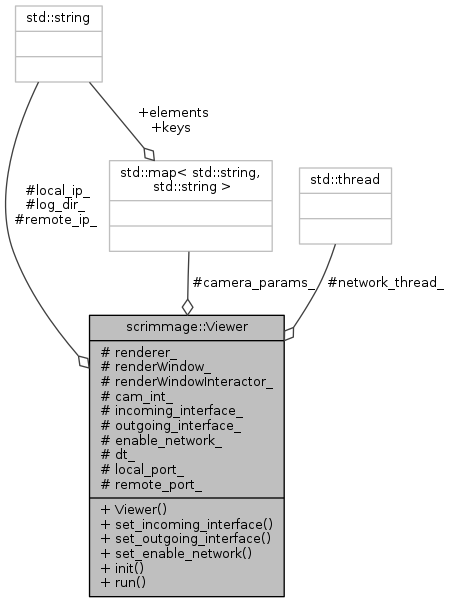 std::string
+elements
+keys
std::map< std::string,
std::string >
std::thread
#local_ip_
#log_dir_
#remote_ip_
#camera_params_
#network_thread_
scrimmage::Viewer
# renderer_
# renderWindow_
# renderWindowInteractor_
# cam_int_
# incoming_interface_
# outgoing_interface_
# enable_network_
# dt_
# local_port_
# remote_port_
+ Viewer()
+ set_incoming_interface()
+ set_outgoing_interface()
+ set_enable_network()
+ init()
+ run()